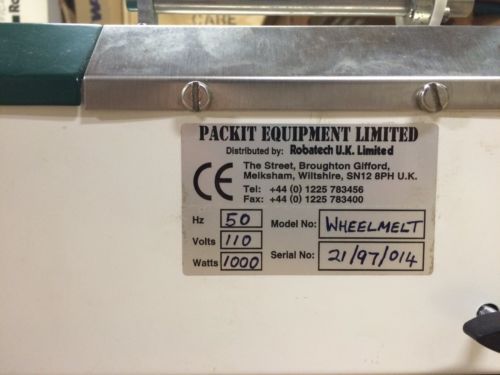 CARE
PACKIT EQUIPMENT LIMITED
Distributed by: Robatech U.K. Limited
CE
The Street, Broughton Gifford,
Melksham, Wiltshire, SN12 8PH U.K.
Tel: +44 (0) 1225 783456
Fax: +44 (0) 1225 783400
Hz 50 Model No: WHEELMELT
Volts 110
Watts 1000 Serial No: 21/97/014